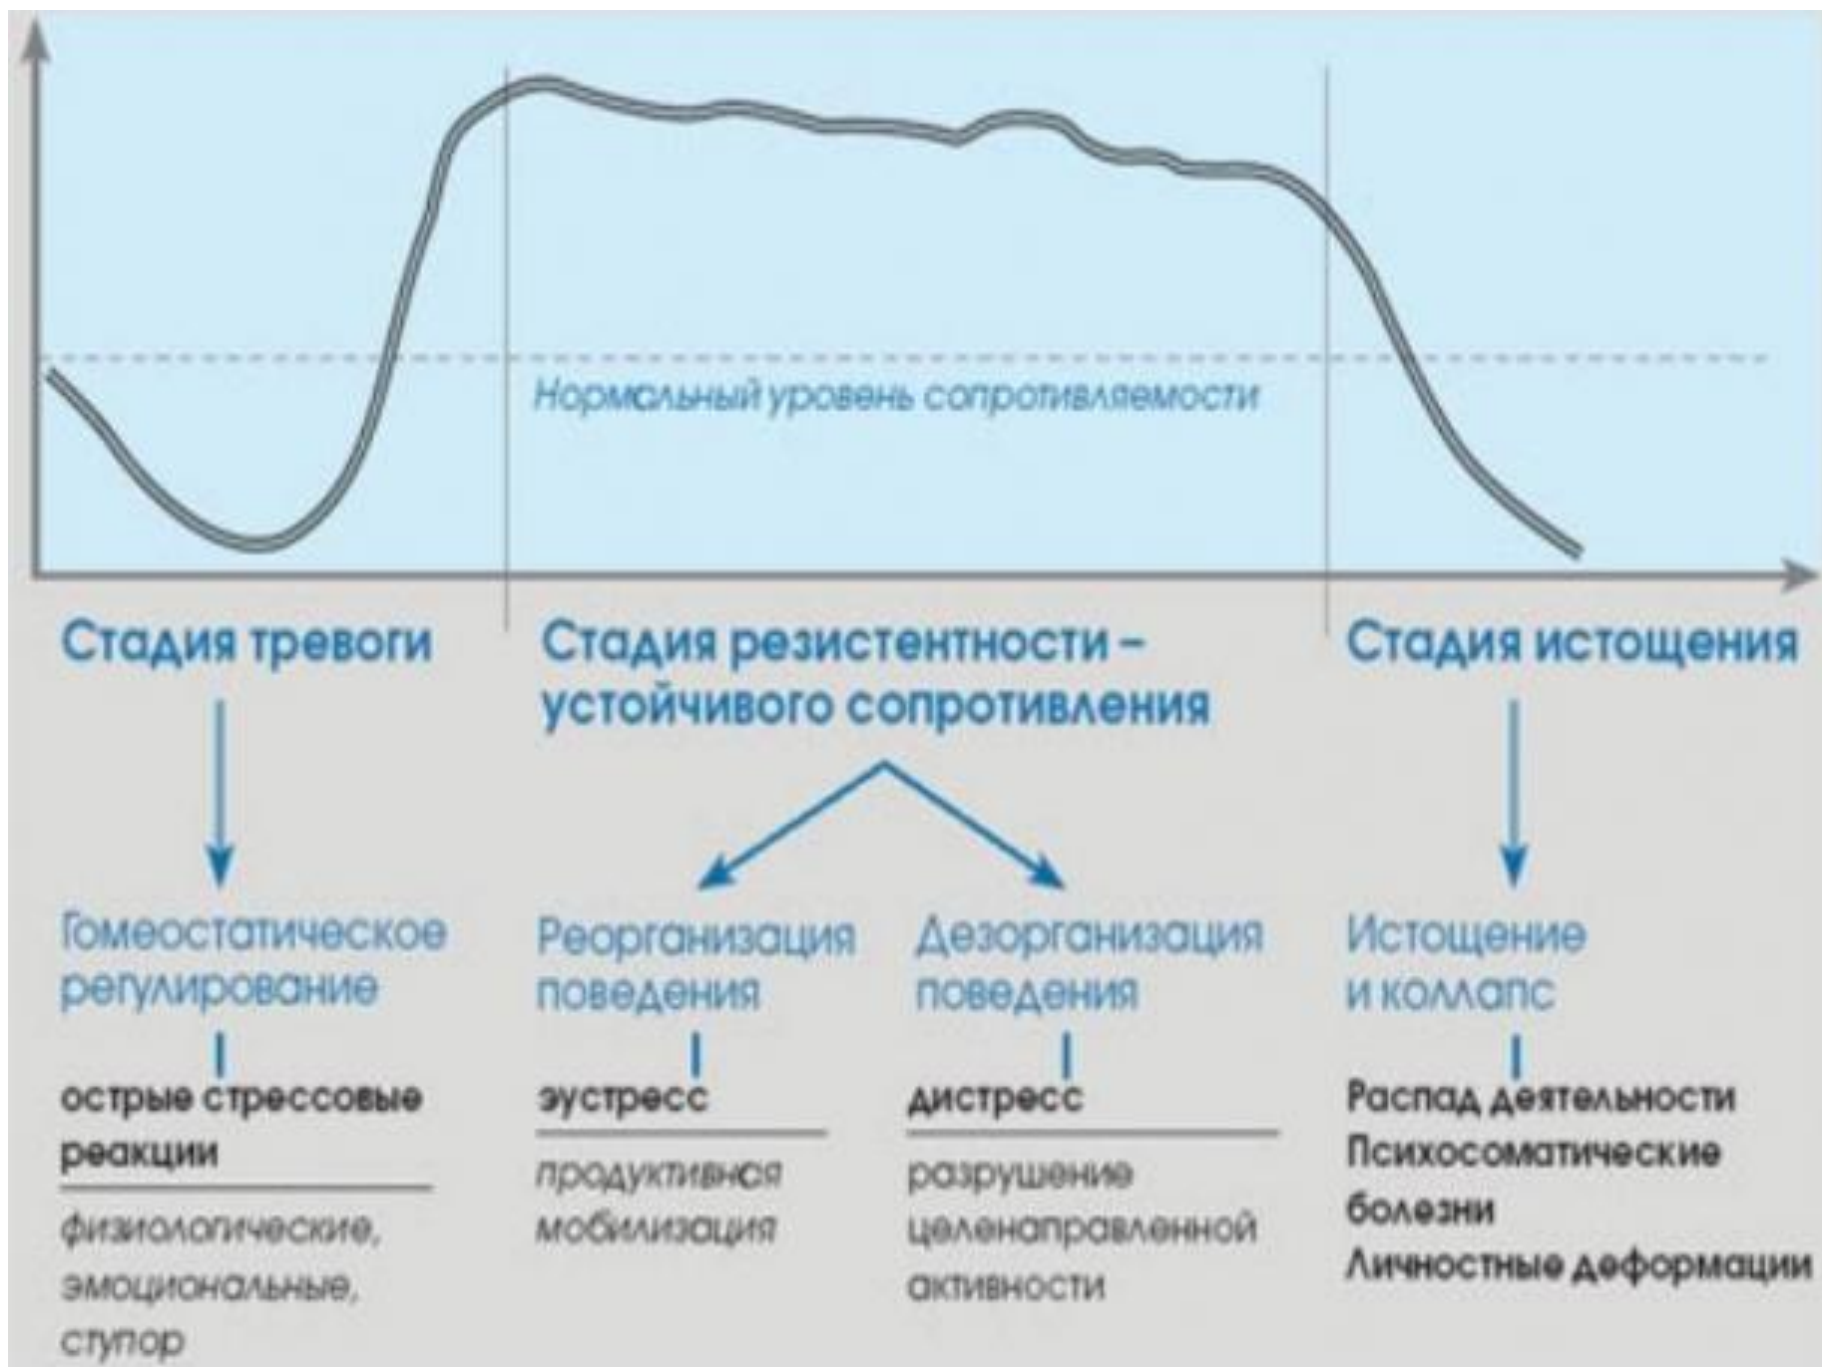 Нормальный уровень сопротивляемости
Стадия тревоги
Стадия резистентности –
устойчивого сопротивления
Стадия истощения
Гомеостатическое
регулирование
Реорганизация
поведения
Дезорганизация
поведения
Истощение
и коллапс
острые стрессовые
реакции
физиологические,
эмоциональные,
ступор
эустресс
продуктивная
мобилизация
дистресс
разрушение
целенаправленной
активности
Распад деятельности
Психосоматические
болезни
Личностные деформации